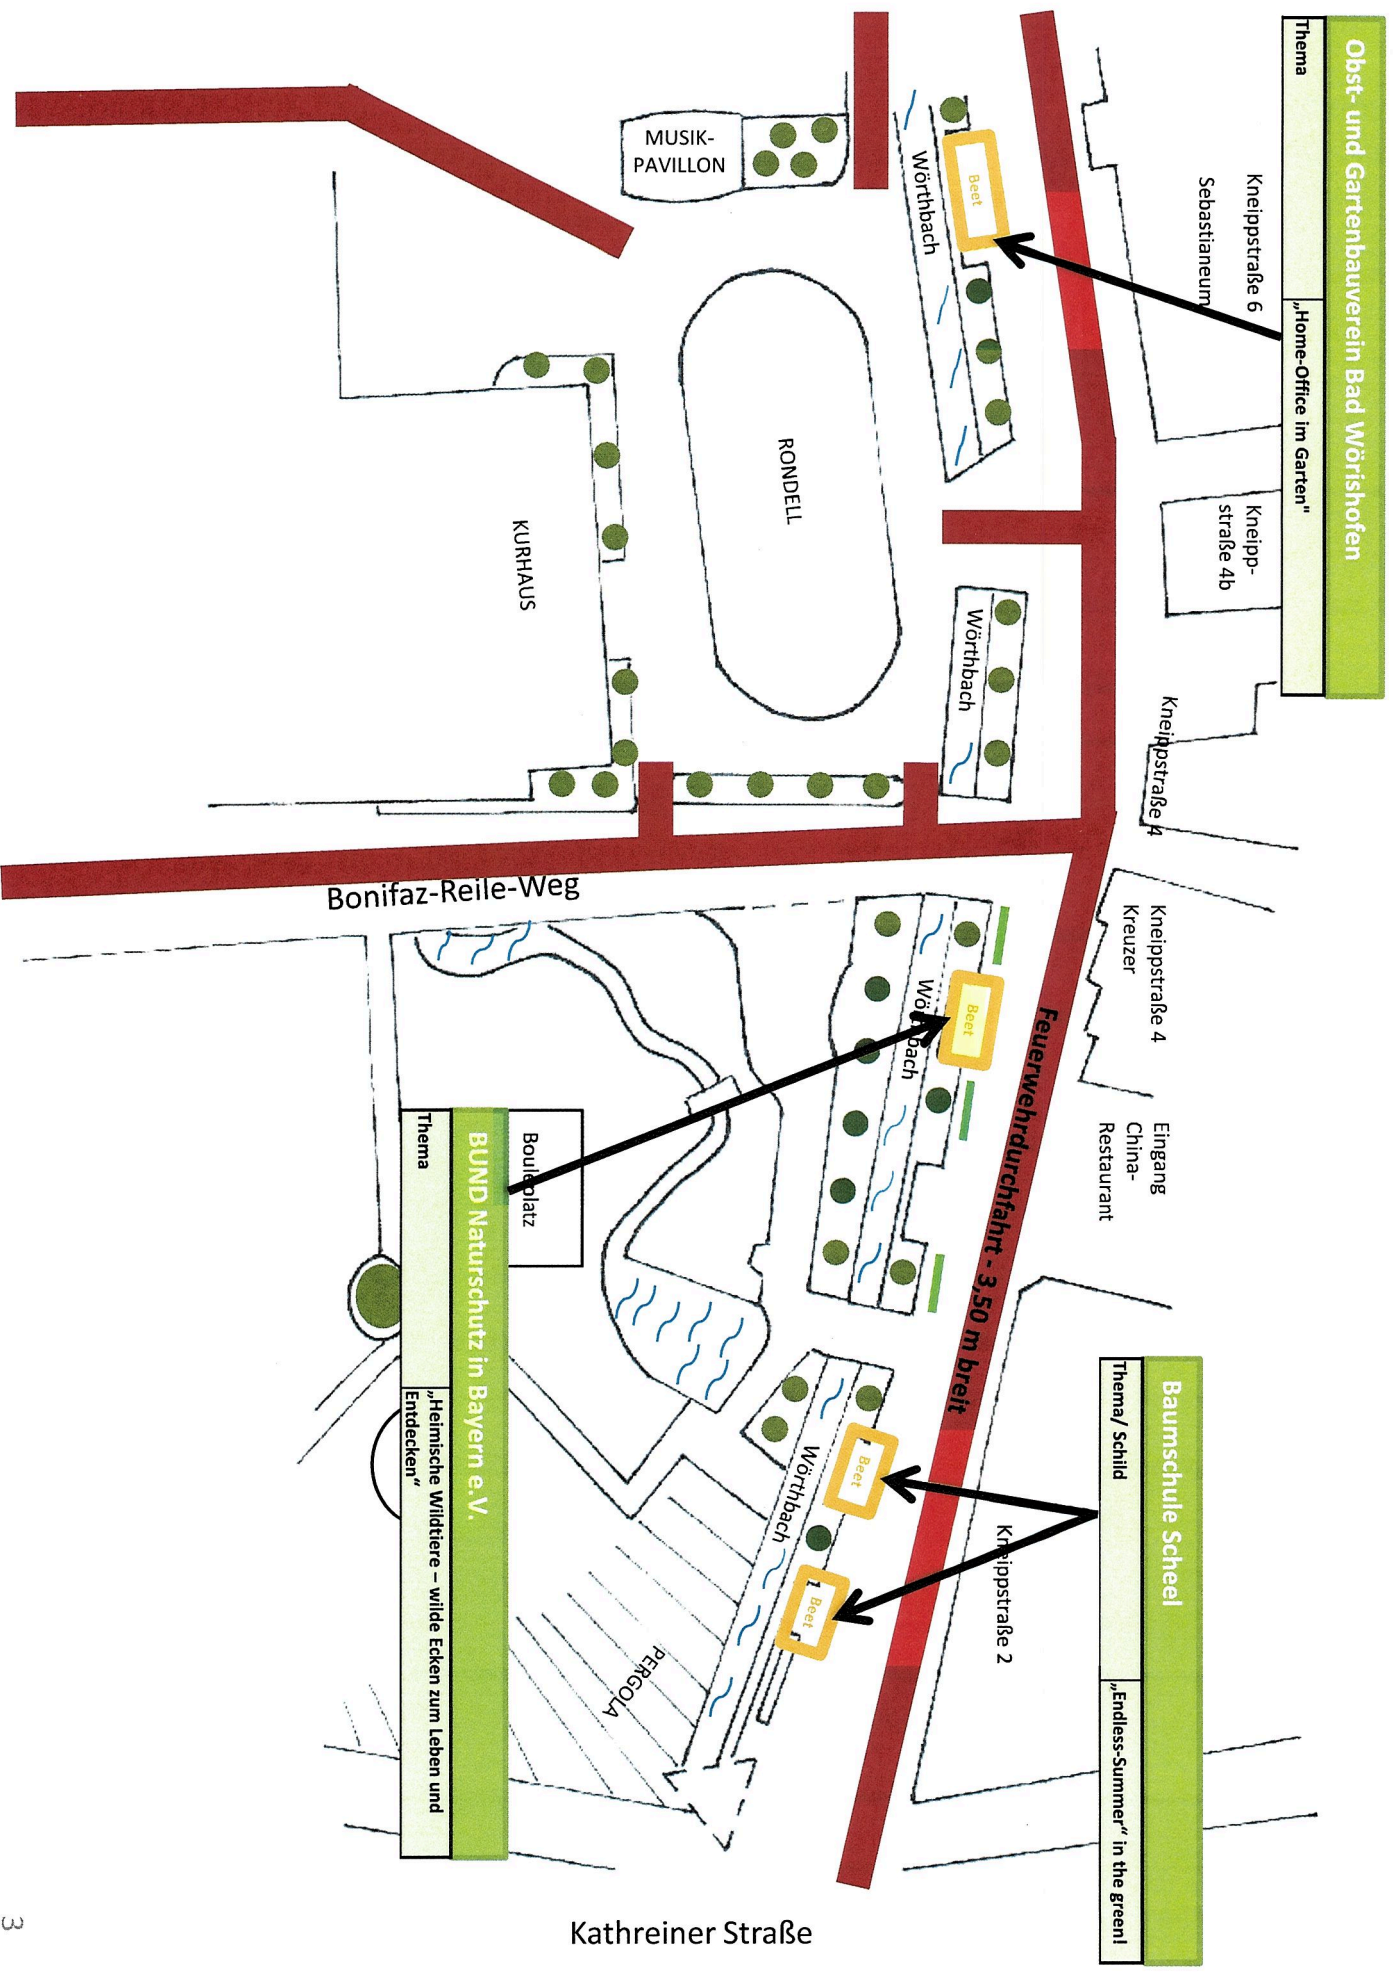 Obst- und Gartenbauverein Bad Wörishofen
Thema
„Home-Office im Garten"
Kneippstraße 6
Sebastianeum
Kneipp-
straße 4b
Kneippstraße 4
Kneippstraße 4
Kreuzer
Eingang
China-
Restaurant
Baumschule Scheel
Thema/ Schild
„Endless-Summer“ in the green!
Kneippstraße 2
Feuerwehrdurchfahrt - 3,50 m breit
MUSIK-
PAVILLON
Beet
Wörthbach
RONDELL
Wörthbach
KURHAUS
Bonifaz-Reile-Weg
Beet
Wörthbach
Beet
Beet
Wörthbach
PERGOLA
Bouleplatz
BUND Naturschutz in Bayern e.V.
Thema
„Heimische Wildtiere – wilde Ecken zum Leben und
Entdecken“
Kathreiner Straße
3